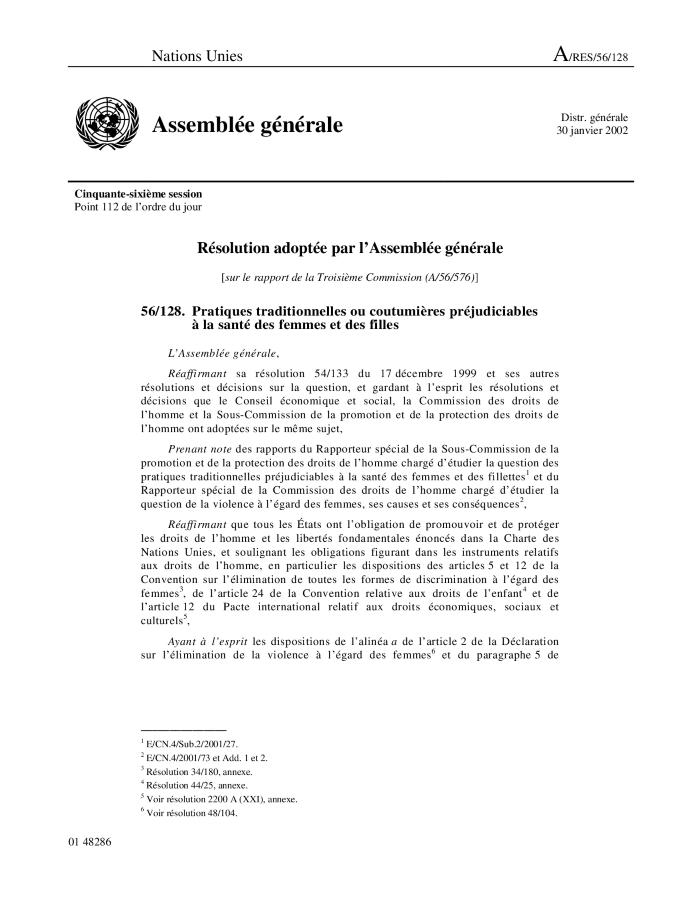 Nations Unies
A/RES/56/128
Assemblée générale
Distr. générale
30 janvier 2002
Cinquante-sixième session
Point 112 de l’ordre du jour
Résolution adoptée par l’Assemblée générale
[sur le rapport de la Troisième Commission (A/56/576)]
56/128. Pratiques traditionnelles ou coutumières préjudiciables
à la santé des femmes et des filles
L’Assemblée générale,
Réaffirmant sa résolution 54/133 du 17 décembre 1999 et ses autres
résolutions et décisions sur la question, et gardant à l’esprit les résolutions et
décisions que le Conseil économique et social, la Commission des droits de
l’homme et la Sous-Commission de la promotion et de la protection des droits de
l’homme ont adoptées sur le même sujet,
Prenant note des rapports du Rapporteur spécial de la Sous-Commission de la
promotion et de la protection des droits de l’homme chargé d’étudier la question des
pratiques traditionnelles préjudiciables à la santé des femmes et des fillettes¹ et du
Rapporteur spécial de la Commission des droits de l’homme chargé d’étudier la
question de la violence à l’égard des femmes, ses causes et ses conséquences²,
Réaffirmant que tous les États ont l’obligation de promouvoir et de protéger
les droits de l’homme et les libertés fondamentales énoncés dans la Charte des
Nations Unies, et soulignant les obligations figurant dans les instruments relatifs
aux droits de l’homme, en particulier les dispositions des articles 5 et 12 de la
Convention sur l’élimination de toutes les formes de discrimination à l’égard des
femmes³, de l’article 24 de la Convention relative aux droits de l’enfant⁴ et de
l’article 12 du Pacte international relatif aux droits économiques, sociaux et
culturels⁵,
Ayant à l’esprit les dispositions de l’alinéa a de l’article 2 de la Déclaration
sur l’élimination de la violence à l’égard des femmes⁶ et du paragraphe 5 de
¹ E/CN.4/Sub.2/2001/27.
² E/CN.4/2001/73 et Add. 1 et 2.
³ Résolution 34/180, annexe.
⁴ Résolution 44/25, annexe.
⁵ Voir résolution 2200 A (XXI), annexe.
⁶ Voir résolution 48/104.
01 48286